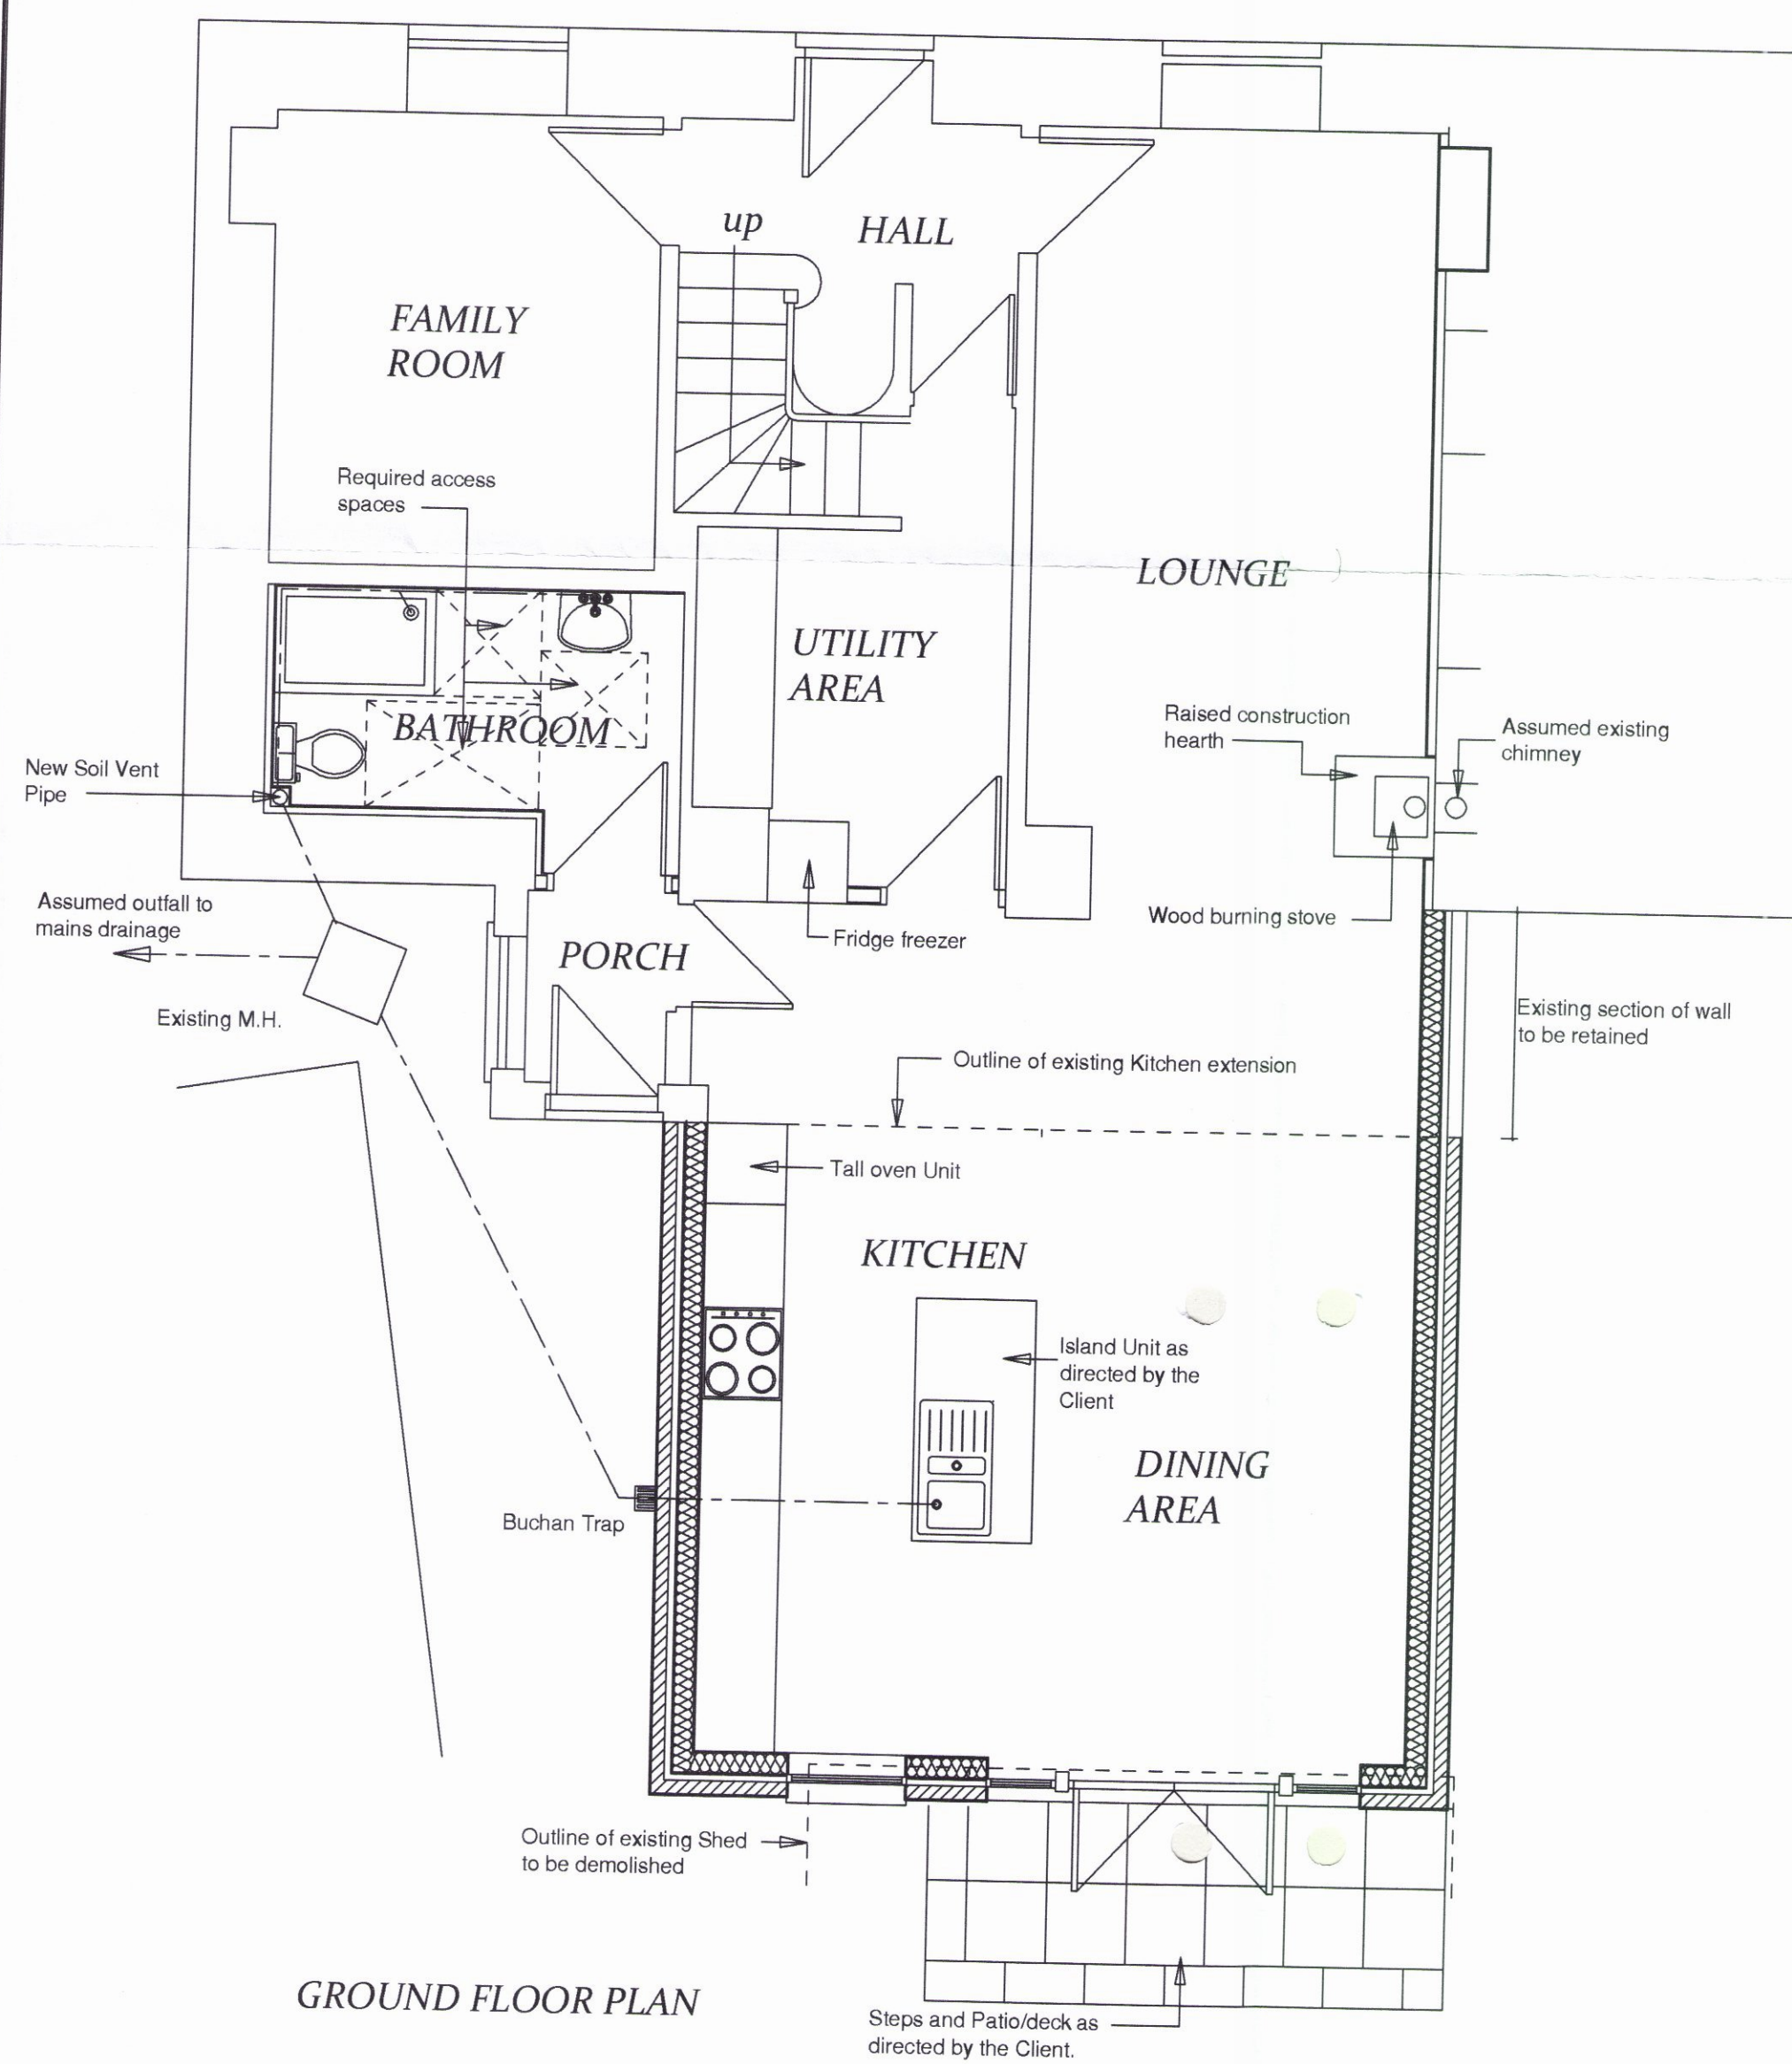 up
HALL
FAMILY
ROOM
Required access
spaces
LOUNGE
UTILITY
AREA
BATHROOM
Raised construction
hearth
Assumed existing
chimney
New Soil Vent
Pipe
Assumed outfall to
mains drainage
Wood burning stove
Fridge freezer
PORCH
Existing M.H.
Existing section of wall
to be retained
Outline of existing Kitchen extension
Tall oven Unit
KITCHEN
Island Unit as
directed by the
Client
DINING
AREA
Buchan Trap
Outline of existing Shed
to be demolished
GROUND FLOOR PLAN
Steps and Patio/deck as
directed by the Client.